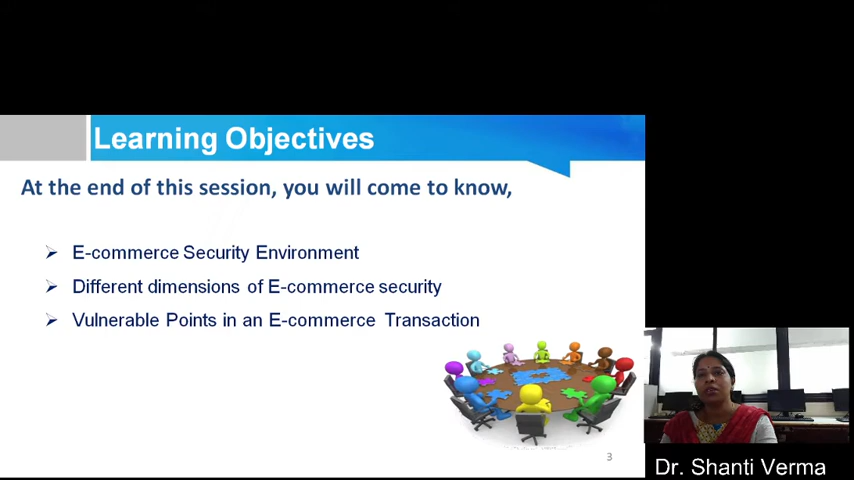 Learning Objectives
At the end of this session, you will come to know,
➢ E-commerce Security Environment
➢ Different dimensions of E-commerce security
➢ Vulnerable Points in an E-commerce Transaction
3
Dr. Shanti Verma